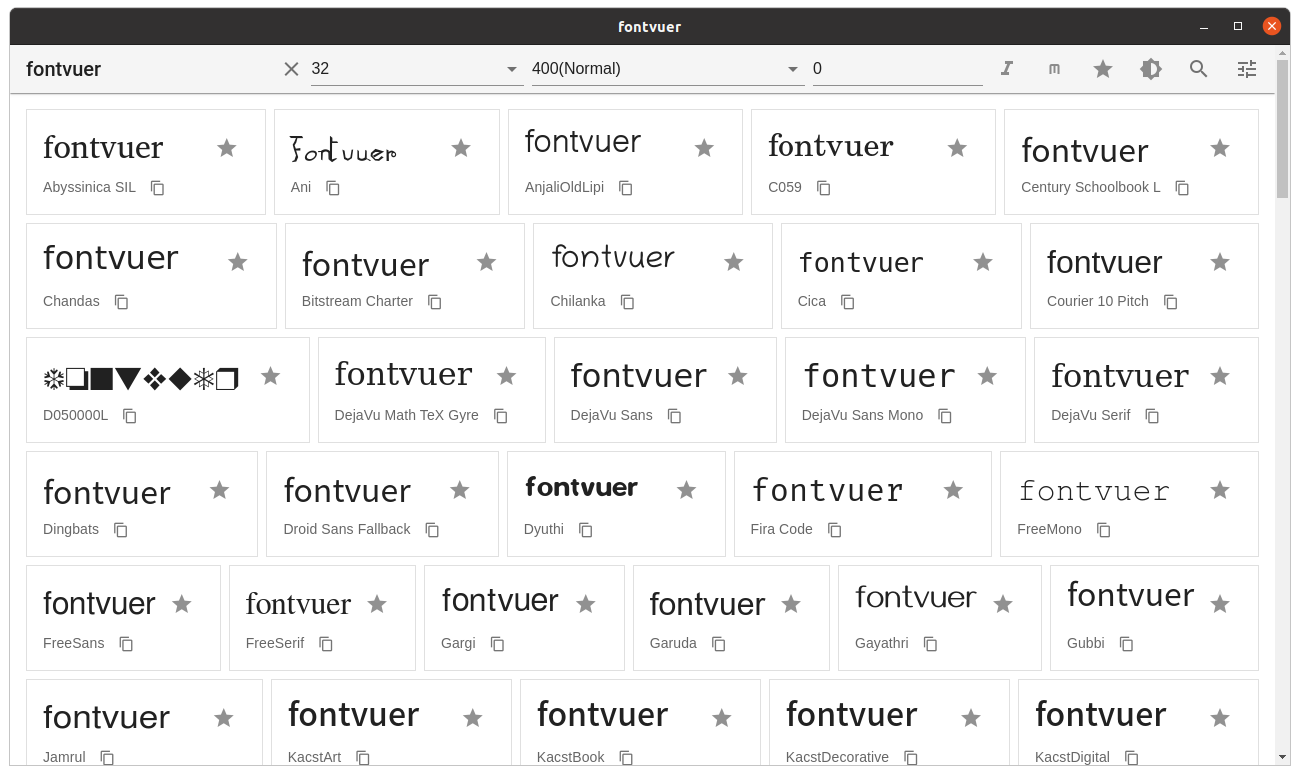 fontvuer
fontvuer 32 400(Normal) 0
fontvuer fontvuer fontvuer fontvuer fontvuer
Abyssinica SIL Ani AnjaliOldLipi C059 Century Schoolbook L
fontvuer fontvuer fontvuer fontvuer fontvuer
Chandas Bitstream Charter Chilanka Cica Courier 10 Pitch
❆❏■▼❖◆❅❒ fontvuer fontvuer fontvuer fontvuer
D050000L DejaVu Math TeX Gyre DejaVu Sans DejaVu Sans Mono DejaVu Serif
fontvuer fontvuer fontvuer fontvuer fontvuer
Dingbats Droid Sans Fallback Dyuthi Fira Code FreeMono
fontvuer fontvuer fontvuer fontvuer fontvuer fontvuer
FreeSans FreeSerif Gargi Garuda Gayathri Gubbi
fontvuer fontvuer fontvuer fontvuer fontvuer
Jamrul KacstArt KacstBook KacstDecorative KacstDigital